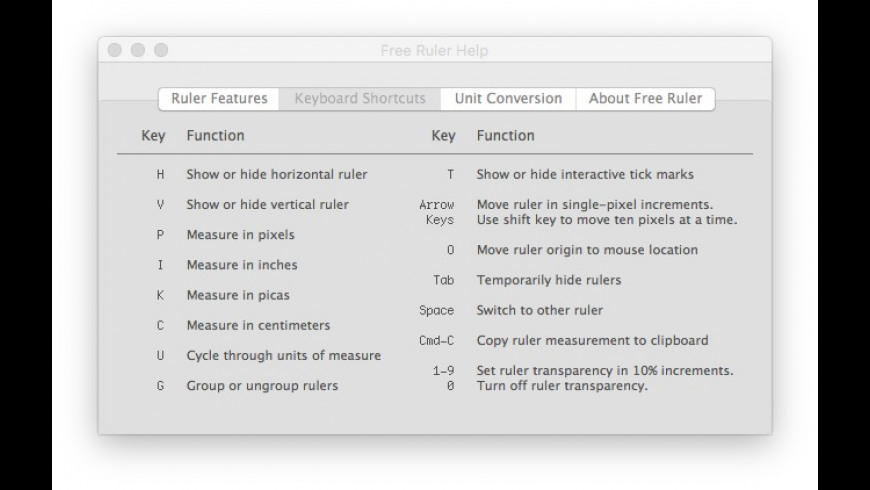 Free Ruler Help
Ruler Features Keyboard Shortcuts Unit Conversion About Free Ruler
Key Function
H Show or hide horizontal ruler
V Show or hide vertical ruler
P Measure in pixels
I Measure in inches
K Measure in picas
C Measure in centimeters
U Cycle through units of measure
G Group or ungroup rulers
Key Function
T Show or hide interactive tick marks
Arrow Move ruler in single-pixel increments.
Keys Use shift key to move ten pixels at a time.
O Move ruler origin to mouse location
Tab Temporarily hide rulers
Space Switch to other ruler
Cmd-C Copy ruler measurement to clipboard
1-9 Set ruler transparency in 10% increments.
0 Turn off ruler transparency.